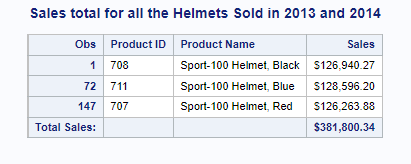 Sales total for all the Helmets Sold in 2013 and 2014
Obs Product ID Product Name Sales
1 708 Sport-100 Helmet, Black $126,940.27
72 711 Sport-100 Helmet, Blue $128,596.20
147 707 Sport-100 Helmet, Red $126,263.88
Total Sales: $381,800.34